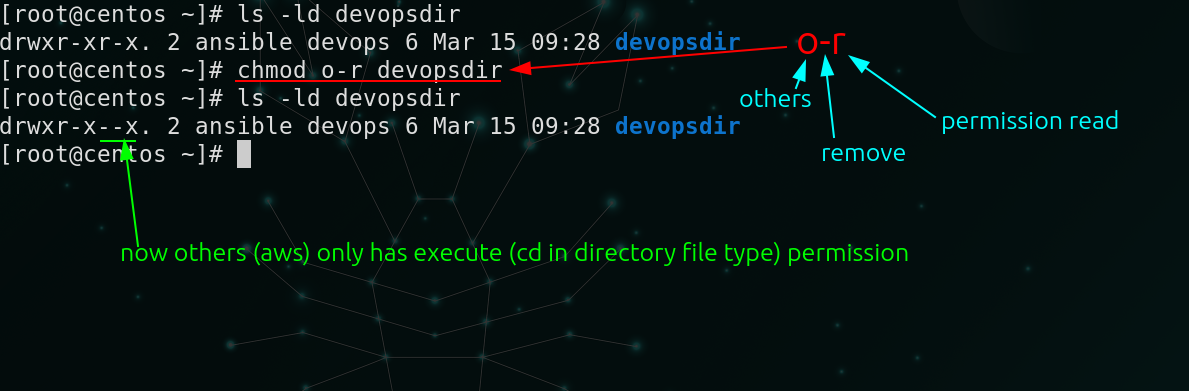 [root@centos ~]# ls -ld devopsdir
drwxr-xr-x. 2 ansible devops 6 Mar 15 09:28 devopsdir
o-r
[root@centos ~]# chmod o-r devopsdir
[root@centos ~]# ls -ld devopsdir
others
permission read
drwxr-x--x. 2 ansible devops 6 Mar 15 09:28 devopsdir
[root@centos ~]#
remove
now others (aws) only has execute (cd in directory file type) permission